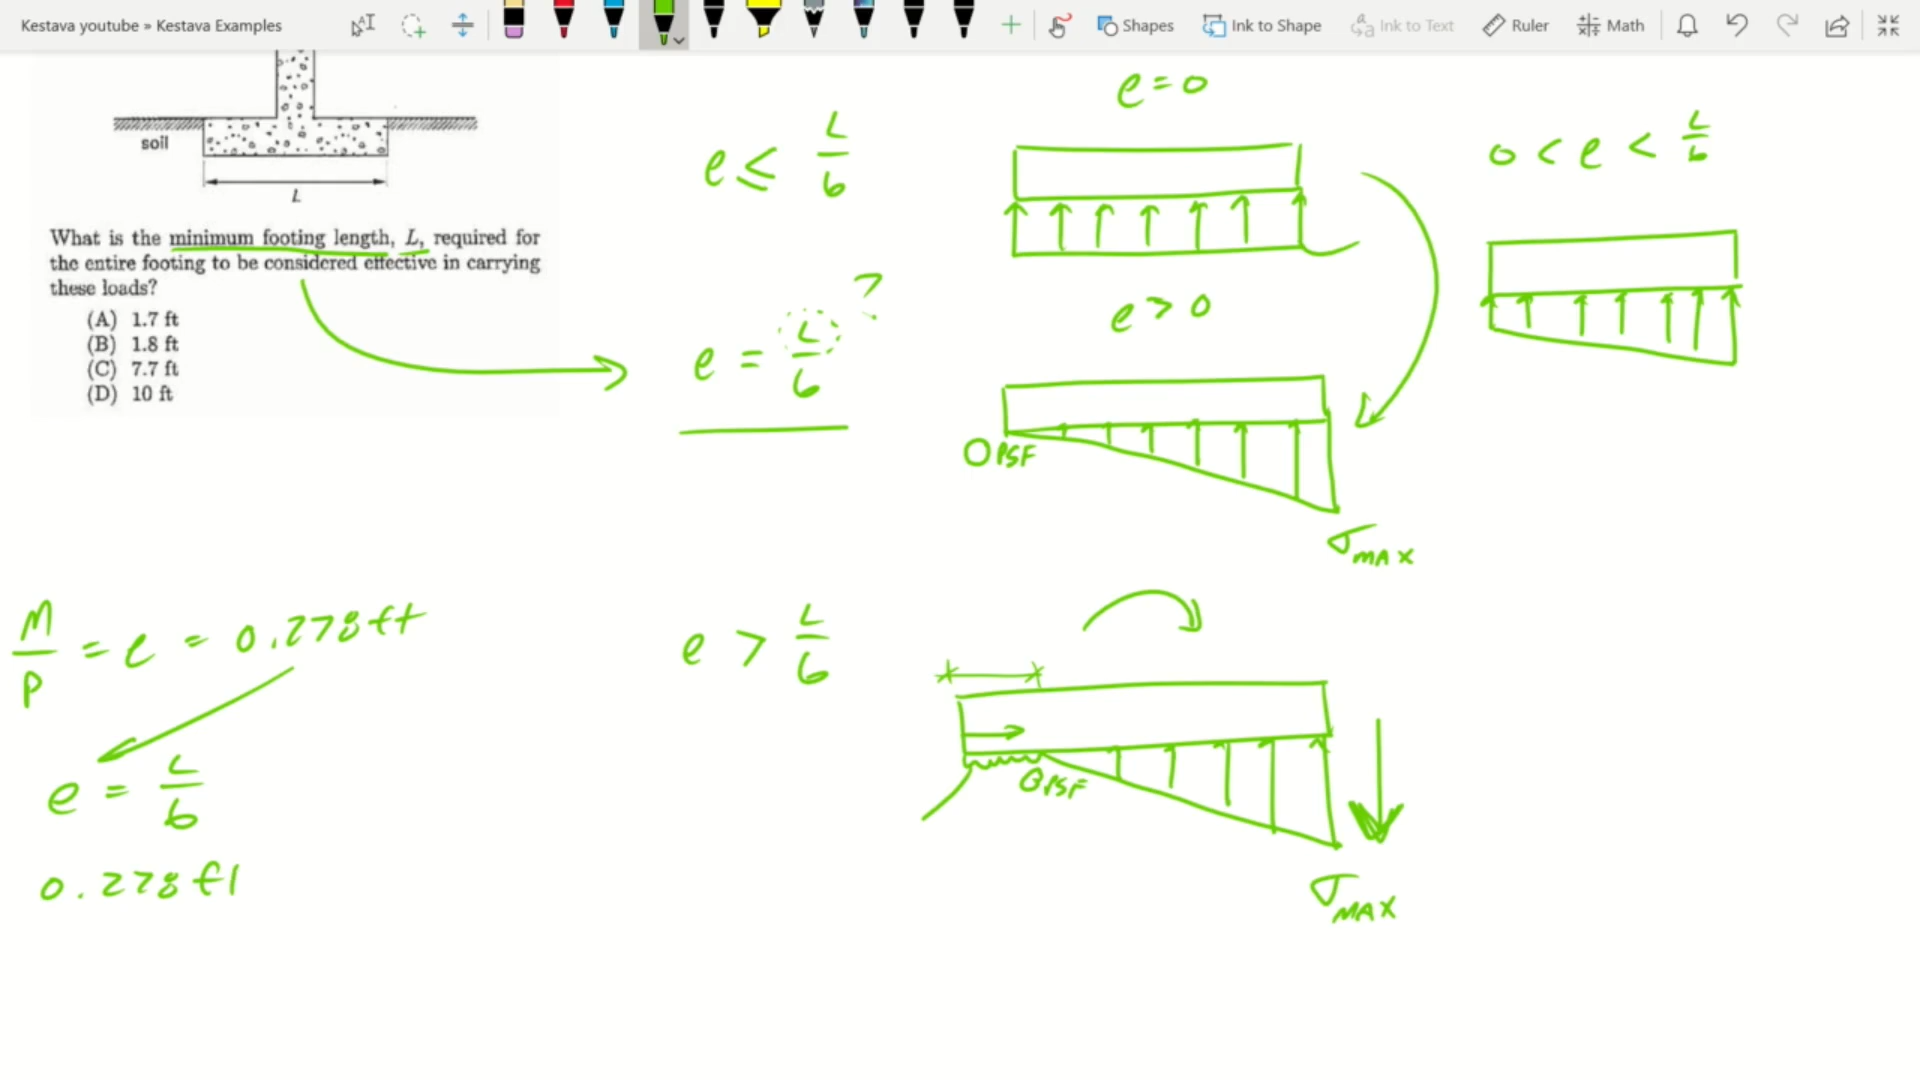 Kestava youtube » Kestava Examples
Shapes
Ink to Shape
Ink to Text
Ruler
Math
soil
L
What is the minimum footing length, L, required for
the entire footing to be considered effective in carrying
these loads?
(A) 1.7 ft
(B) 1.8 ft
(C) 7.7 ft
(D) 10 ft
e ≤ L/6
e = L/6 ?
e = 0
0 < e < L/6
e > 0
0 PSF
σMAX
M/P = e = 0.278 ft
e = L/6
0.278 ft
e > L/6
0 PSF
σMAX